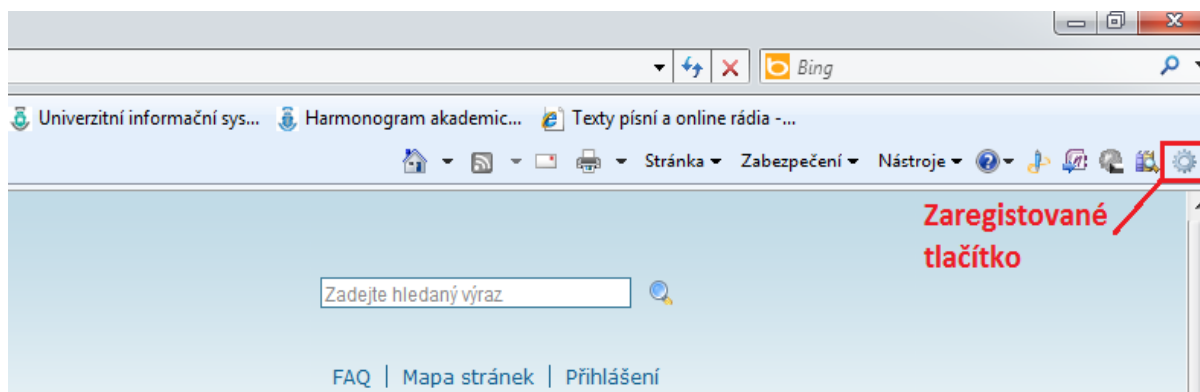 Bing
Univerzitní informační sys... Harmonogram akademic... Texty písní a online rádia -...
Stránka Zabezpečení Nástroje
Zaregistované
tlačítko
Zadejte hledaný výraz
FAQ | Mapa stránek | Přihlášení